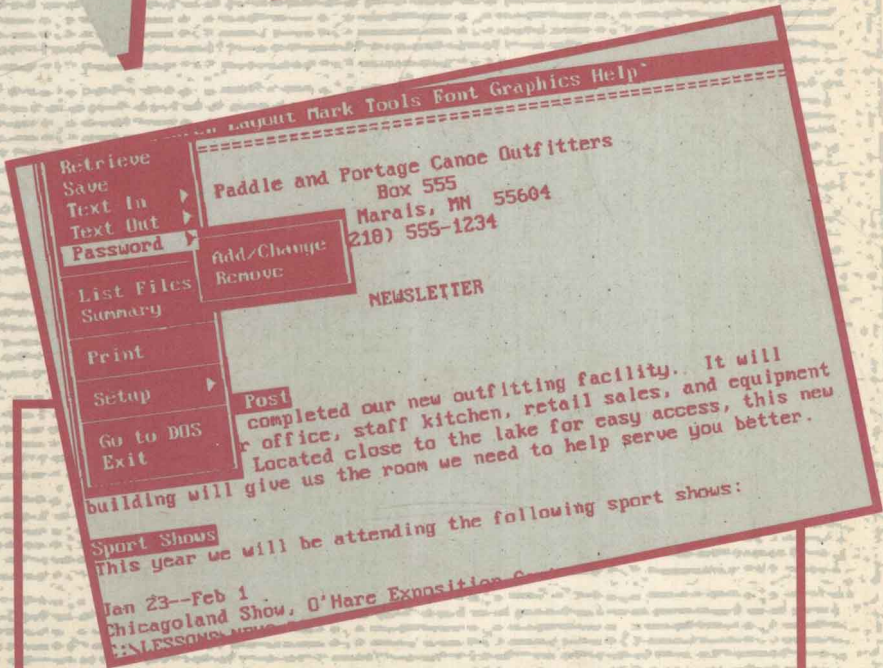 Layout Mark Tools Font Graphics Help
Retrieve
Save
Text In
Text Out
Password
List Files
Summary
Print
Setup
Go to DOS
Exit
Add/Change
Remove
Paddle and Portage Canoe Outfitters
Box 555
Marais, MN 55604
218) 555-1234
NEWSLETTER
Post
completed our new outfitting facility. It will
office, staff kitchen, retail sales, and equipment
Located close to the lake for easy access, this new
building will give us the room we need to help serve you better.
Sport Shows
This year we will be attending the following sport shows:
Jan 23--Feb 1
Chicagoland Show, O'Hare Exposition
C:\LESSONS\